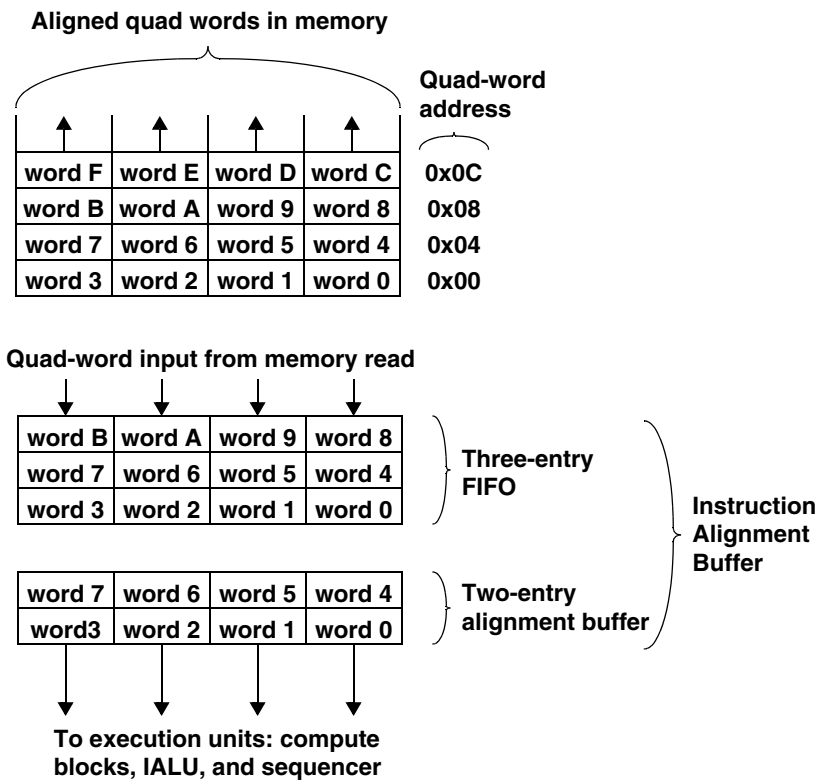 Aligned quad words in memory
Quad-word
address
word F word E word D word C 0x0C
word B word A word 9 word 8 0x08
word 7 word 6 word 5 word 4 0x04
word 3 word 2 word 1 word 0 0x00
Quad-word input from memory read
word B word A word 9 word 8
word 7 word 6 word 5 word 4
word 3 word 2 word 1 word 0
Three-entry
FIFO
Instruction
Alignment
Buffer
word 7 word 6 word 5 word 4
word3 word 2 word 1 word 0
Two-entry
alignment buffer
To execution units: compute
blocks, IALU, and sequencer